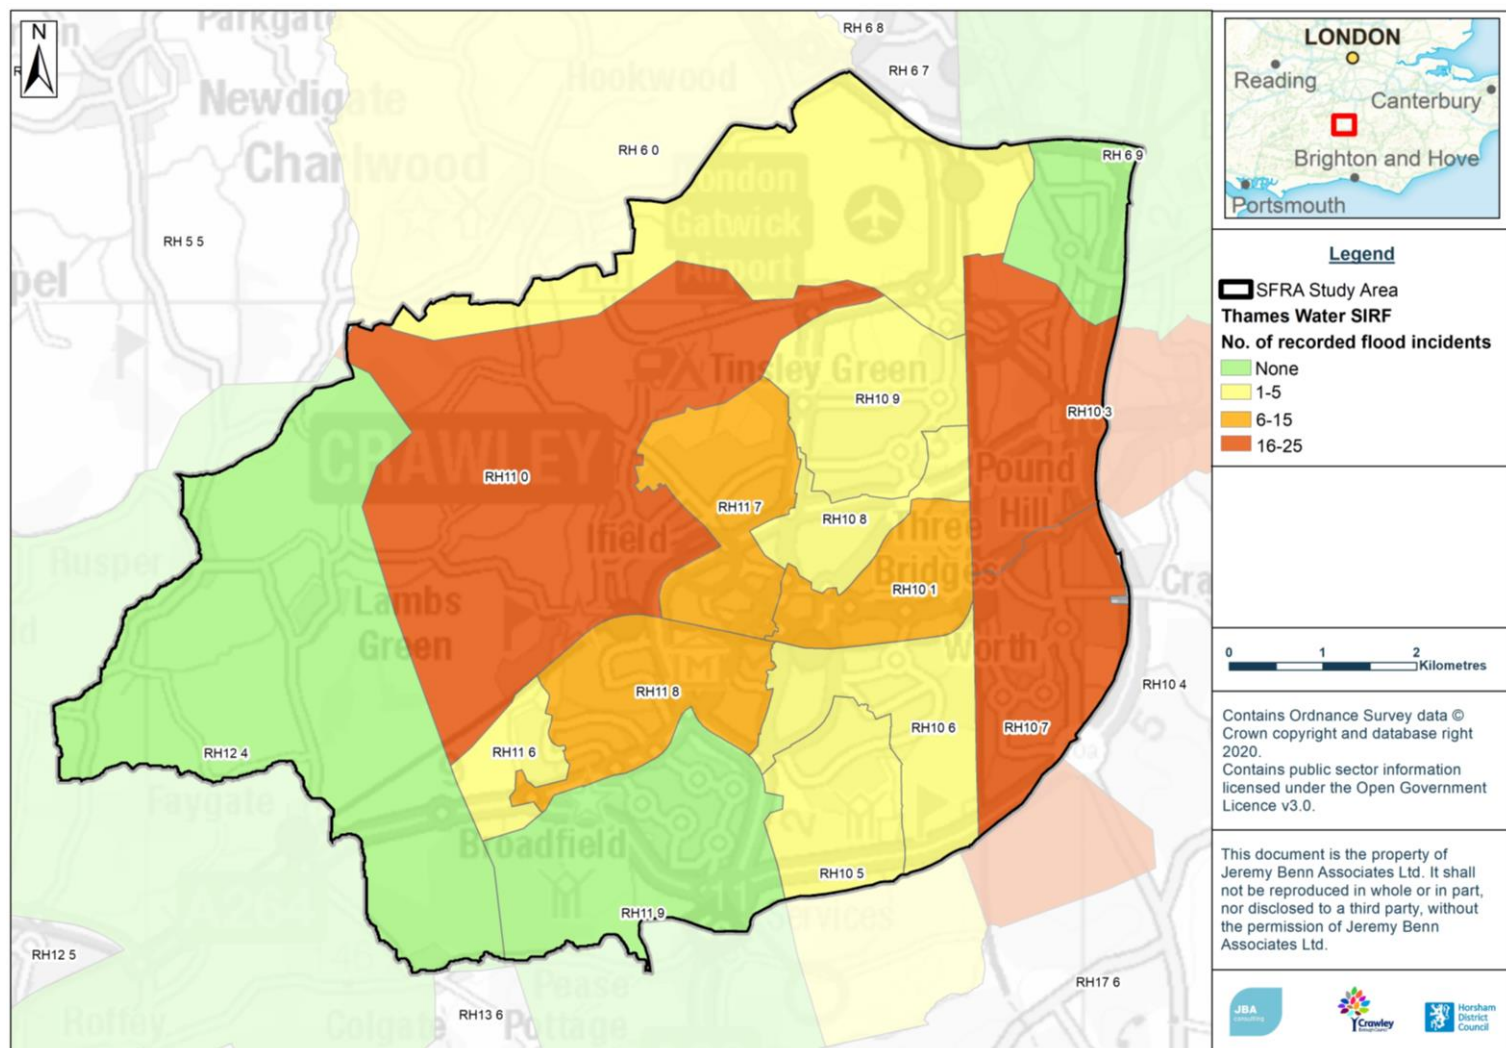 N
Parkgate
RH 6 8
RH 6 7
Hookwood
Newdigate
RH 6 0
RH 6 9
Charlwood
London
Gatwick
Airport
RH 5 5
Tinsley Green
RH10 9
RH10 3
CRAWLEY
RH11 0
Pound
Hill
RH11 7
RH10 8
Three
Bridges
Ifield
Rusper
RH10 1
Lambs
Green
Worth
RH11 8
RH10 4
RH10 6
RH10 7
RH12 4
RH11 6
Faygate
Broadfield
RH10 5
11
RH11 9
Services
RH12 5
RH17 6
Pease
Pottage
RH13 6
Roffey
Colgate
LONDON
Reading
Canterbury
Brighton and Hove
Portsmouth
Legend
SFRA Study Area
Thames Water SIRF
No. of recorded flood incidents
None
1-5
6-15
16-25
0 1 2
Kilometres
Contains Ordnance Survey data ©
Crown copyright and database right
2020.
Contains public sector information
licensed under the Open Government
Licence v3.0.
This document is the property of
Jeremy Benn Associates Ltd. It shall
not be reproduced in whole or in part,
nor disclosed to a third party, without
the permission of Jeremy Benn
Associates Ltd.
JBA
consulting
Crawley
Borough Council
Horsham
District
Council